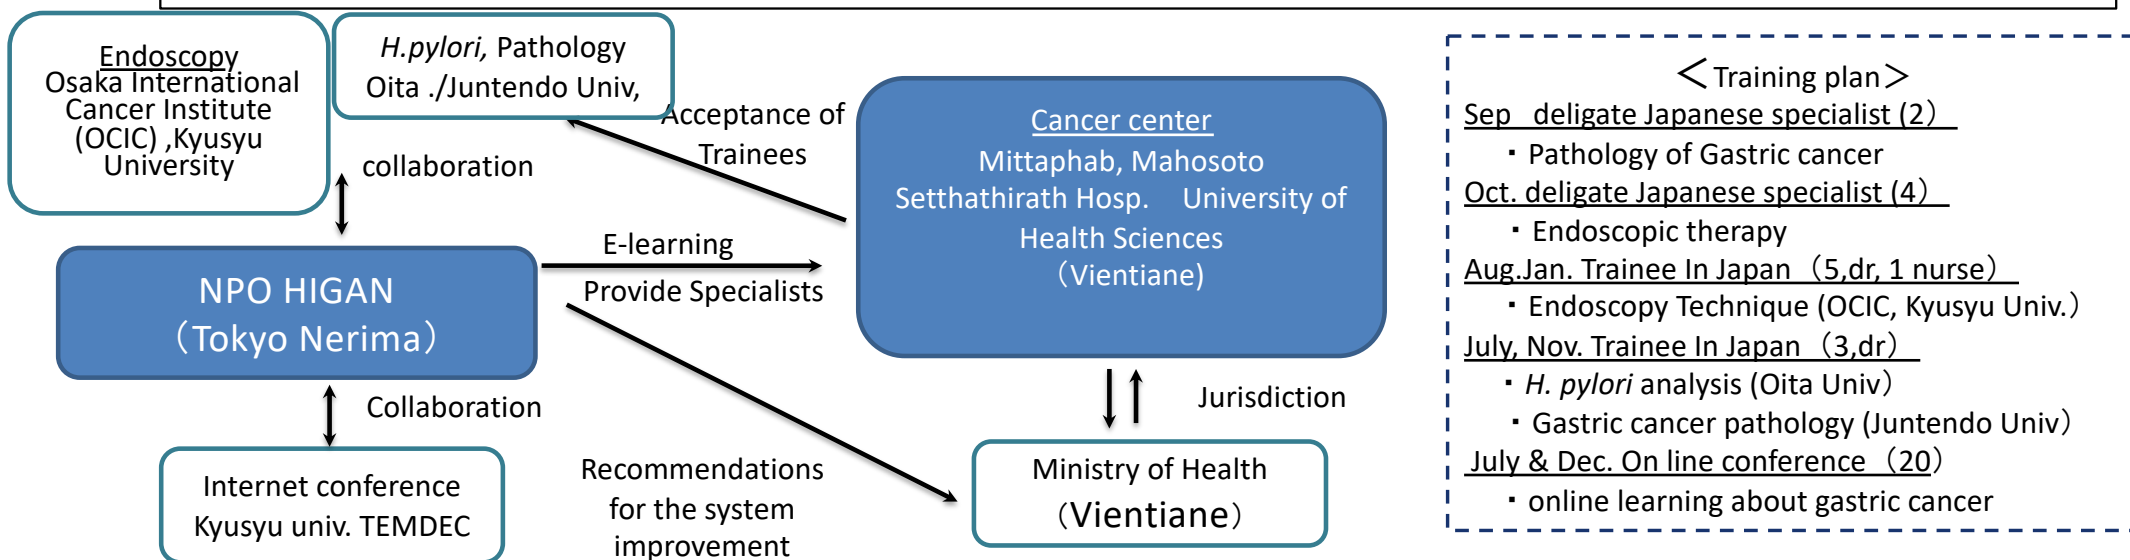 Endoscopy
Osaka International
Cancer Institute
(OCIC) ,Kyusyu
University
H.pylori, Pathology
Oita ./Juntendo Univ,
Acceptance of
Trainees
collaboration
Cancer center
Mittaphab, Mahosoto
Setthathirath Hosp.　University of
Health Sciences
（Vientiane)
E-learning
Provide Specialists
NPO HIGAN
（Tokyo Nerima）
Collaboration
Jurisdiction
Internet conference
Kyusyu univ. TEMDEC
Recommendations
for the system
improvement
Ministry of Health
（Vientiane）
＜Training plan＞
Sep   deligate Japanese specialist (2）
・Pathology of Gastric cancer
Oct. deligate Japanese specialist (4）
・Endoscopic therapy
Aug.Jan. Trainee In Japan （5,dr, 1 nurse）
・Endoscopy Technique (OCIC, Kyusyu Univ.）
July, Nov. Trainee In Japan （3,dr）
・H. pylori analysis (Oita Univ）
・Gastric cancer pathology (Juntendo Univ）
July & Dec. On line conference （20）
・online learning about gastric cancer